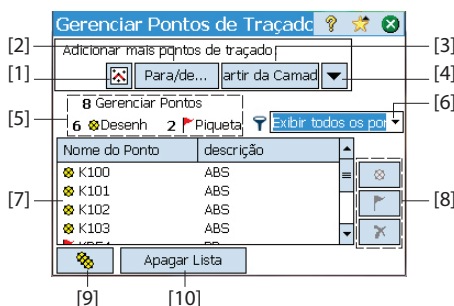 Gerenciar Pontos de Traçado
[2] Adicionar mais pontos de traçado [3]
[1] Para/de... artir da Camad [4]
8 Gerenciar Pontos [6]
[5] 6 Desenh 2 Piqueta Exibir todos os por
Nome do Ponto descrição
K100 ABS
K101 ABS
[7] K102 ABS [8]
K103 ABS
Apagar Lista
[9] [10]